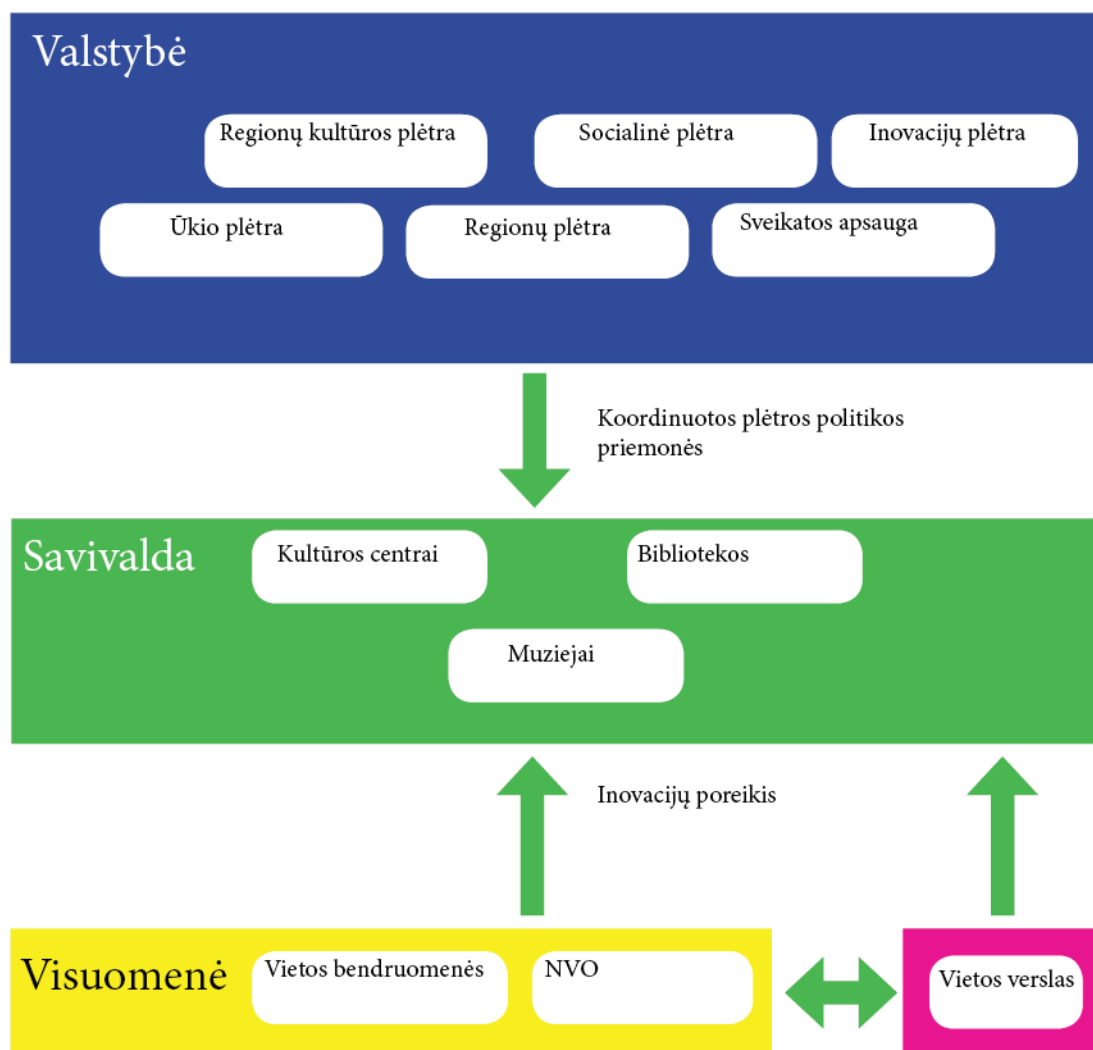 Valstybė
Regionų kultūros plėtra
Socialinė plėtra
Inovacijų plėtra
Ūkio plėtra
Regionų plėtra
Sveikatos apsauga
Koordinuotos plėtros politikos
priemonės
Savivalda
Kultūros centrai
Bibliotekos
Muziejai
Inovacijų poreikis
Visuomenė
Vietos bendruomenės
NVO
Vietos verslas